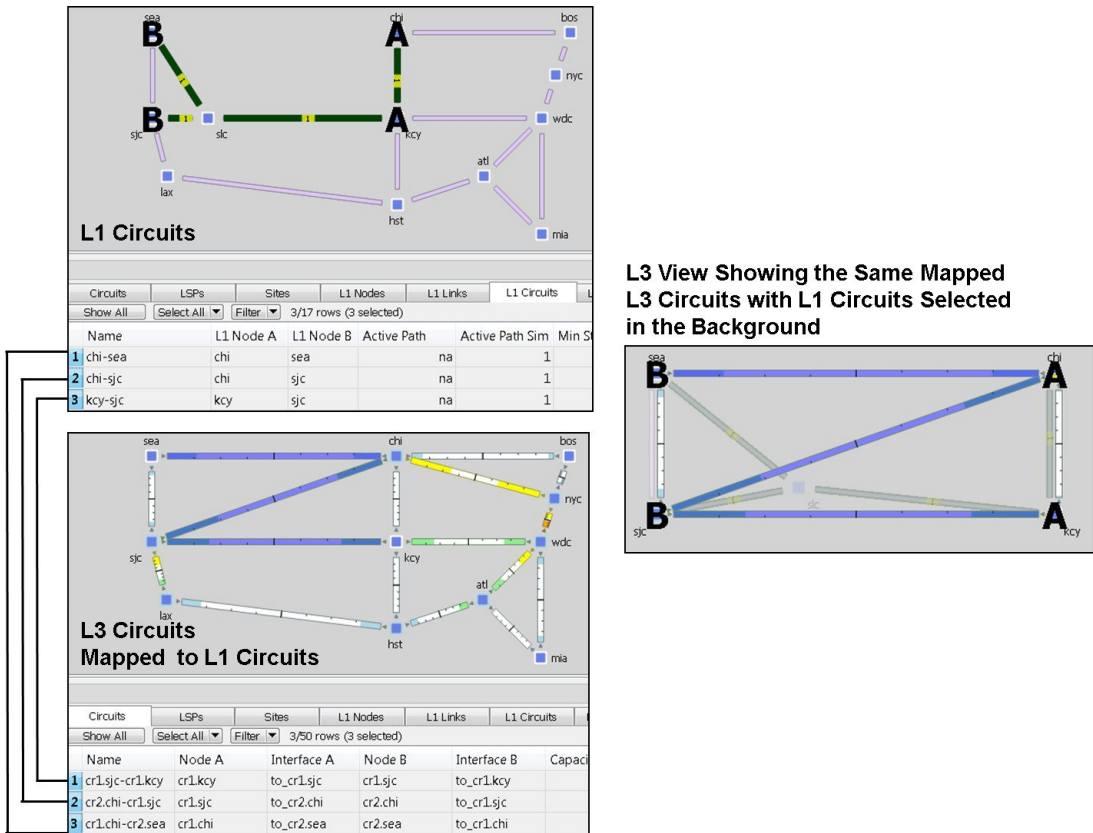 sea
chi
bos
B
A
nyc
1
1
B
1
1
A
wdc
sjc
slc
kcy
atl
lax
hst
mia
L1 Circuits
Circuits LSPs Sites L1 Nodes L1 Links L1 Circuits L
Show All Select All Filter 3/17 rows (3 selected)
Name L1 Node A L1 Node B Active Path Active Path Sim Min St
1 chi-sea chi sea na 1
2 chi-sjc chi sjc na 1
3 kcy-sjc kcy sjc na 1
sea chi bos
nyc
sjc kcy wdc
atl
lax
hst
mia
L3 Circuits
Mapped to L1 Circuits
Circuits LSPs Sites L1 Nodes L1 Links L1 Circuits
Show All Select All Filter 3/50 rows (3 selected)
Name Node A Interface A Node B Interface B Capaci
1 cr1.sjc-cr1.kcy cr1.kcy to_cr1.sjc cr1.sjc to_cr1.kcy
2 cr2.chi-cr1.sjc cr1.sjc to_cr2.chi cr2.chi to_cr1.sjc
3 cr1.chi-cr2.sea cr1.chi to_cr2.sea cr2.sea to_cr1.chi
L3 View Showing the Same Mapped
L3 Circuits with L1 Circuits Selected
in the Background
sea chi
B A
slc
B A
sjc kcy